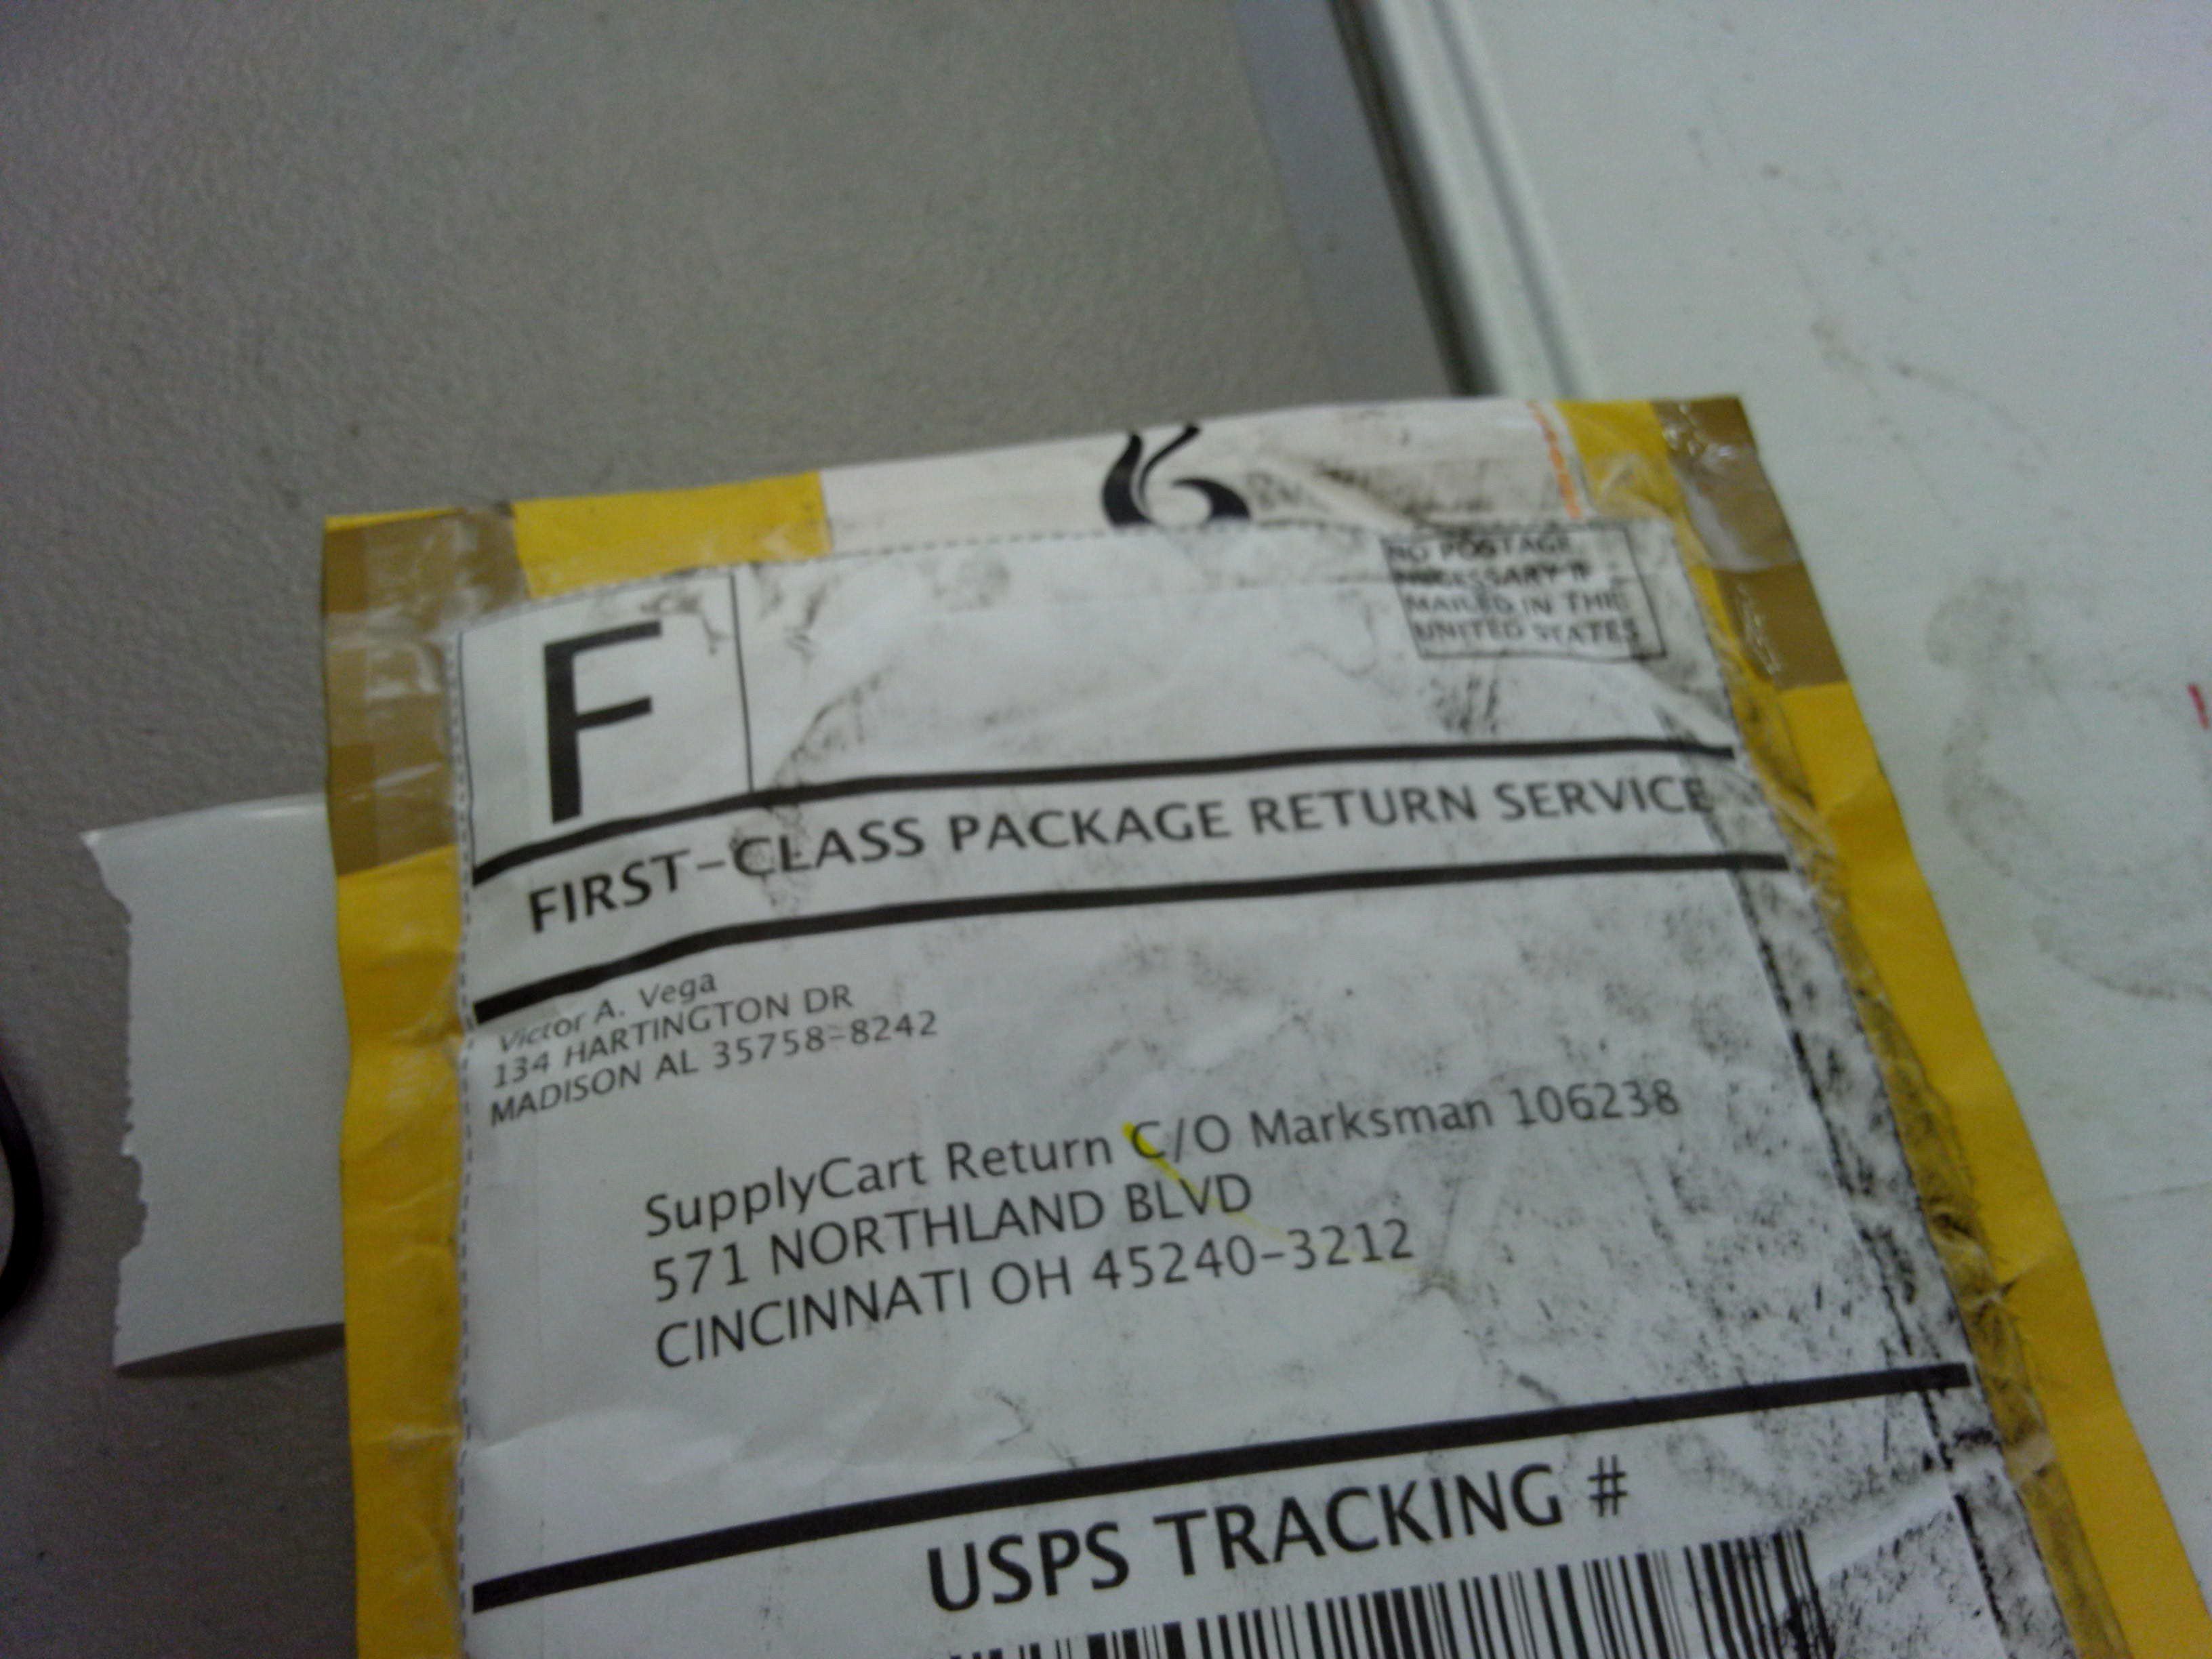 NO POSTAGE
NECESSARY IF
MAILED IN THE
UNITED STATES
F
FIRST-CLASS PACKAGE RETURN SERVICE
Victor A. Vega
134 HARTINGTON DR
MADISON AL 35758-8242
SupplyCart Return C/O Marksman 106238
571 NORTHLAND BLVD
CINCINNATI OH 45240-3212
USPS TRACKING #